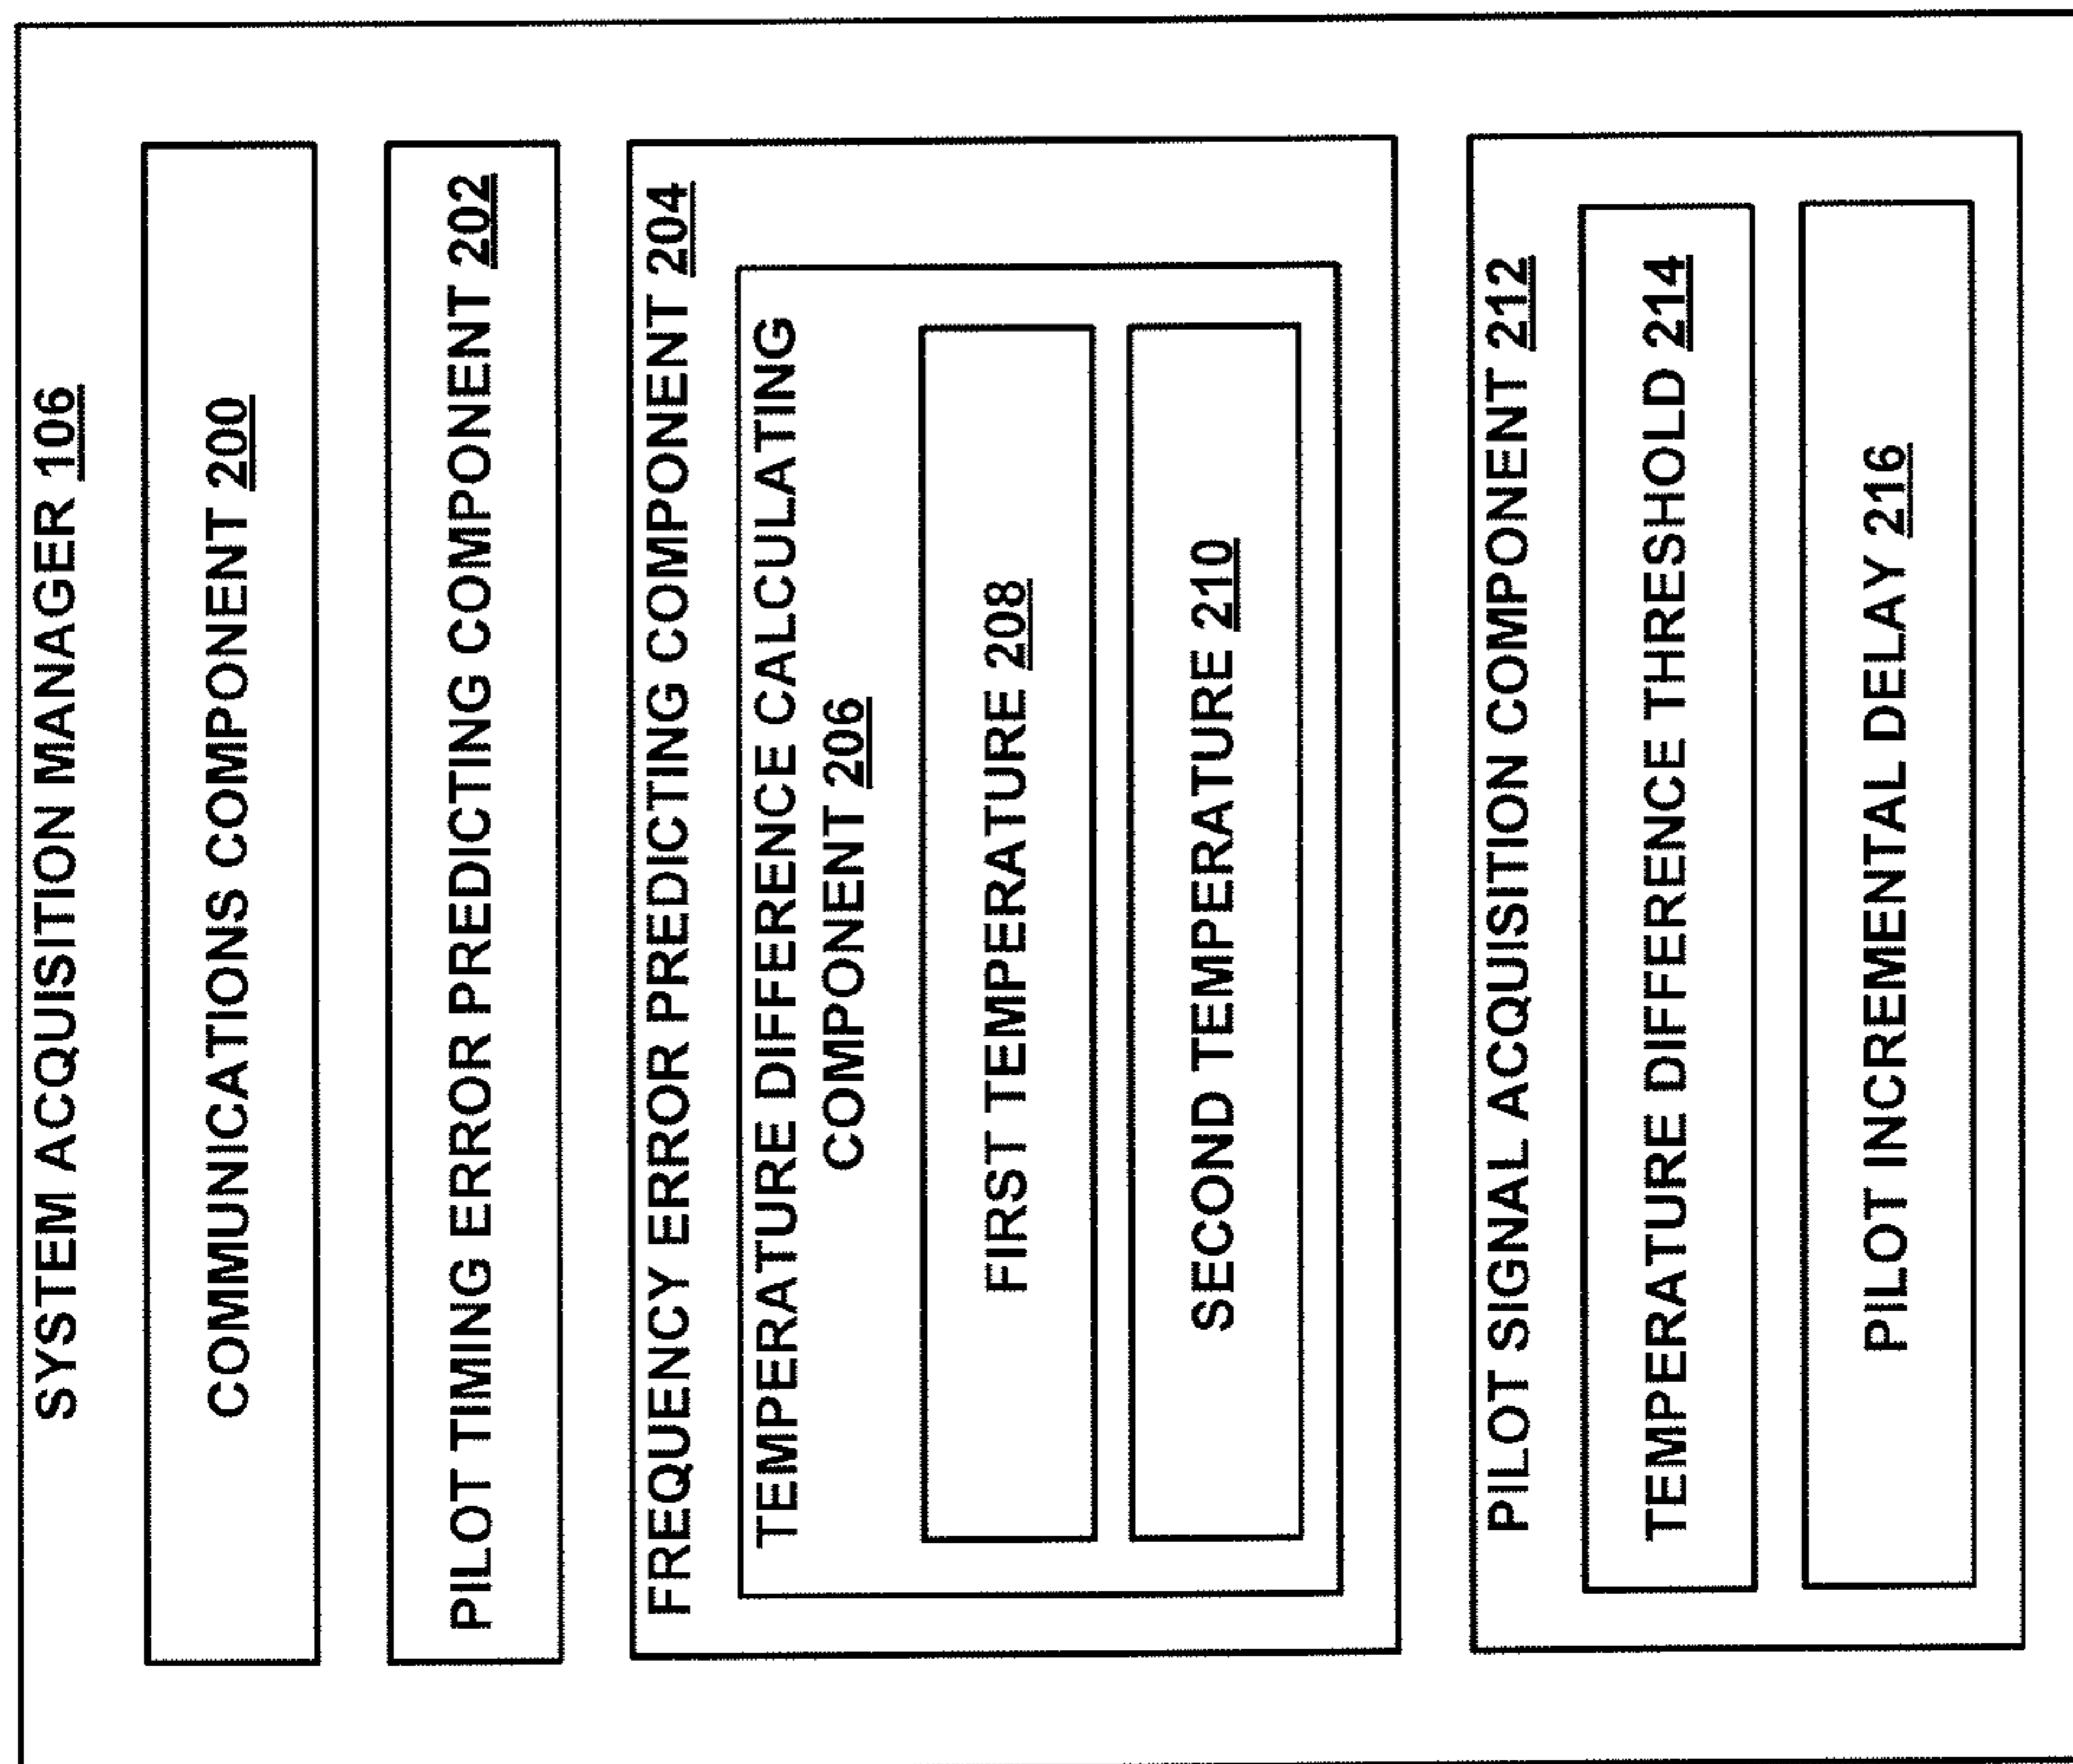 SYSTEM ACQUISITION MANAGER 106
COMMUNICATIONS COMPONENT 200
PILOT TIMING ERROR PREDICTING COMPONENT 202
FREQUENCY ERROR PREDICTING COMPONENT 204
TEMPERATURE DIFFERENCE CALCULATING
COMPONENT 206
FIRST TEMPERATURE 208
SECOND TEMPERATURE 210
PILOT SIGNAL ACQUISITION COMPONENT 212
TEMPERATURE DIFFERENCE THRESHOLD 214
PILOT INCREMENTAL DELAY 216